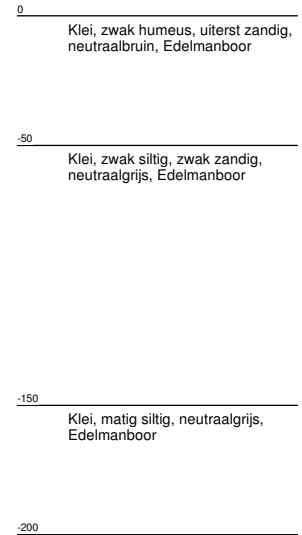 0
Klei, zwak humeus, uiterst zandig,
neutraalbruin, Edelmanboor
-50
Klei, zwak siltig, zwak zandig,
neutraalgrijs, Edelmanboor
-150
Klei, matig siltig, neutraalgrijs,
Edelmanboor
-200